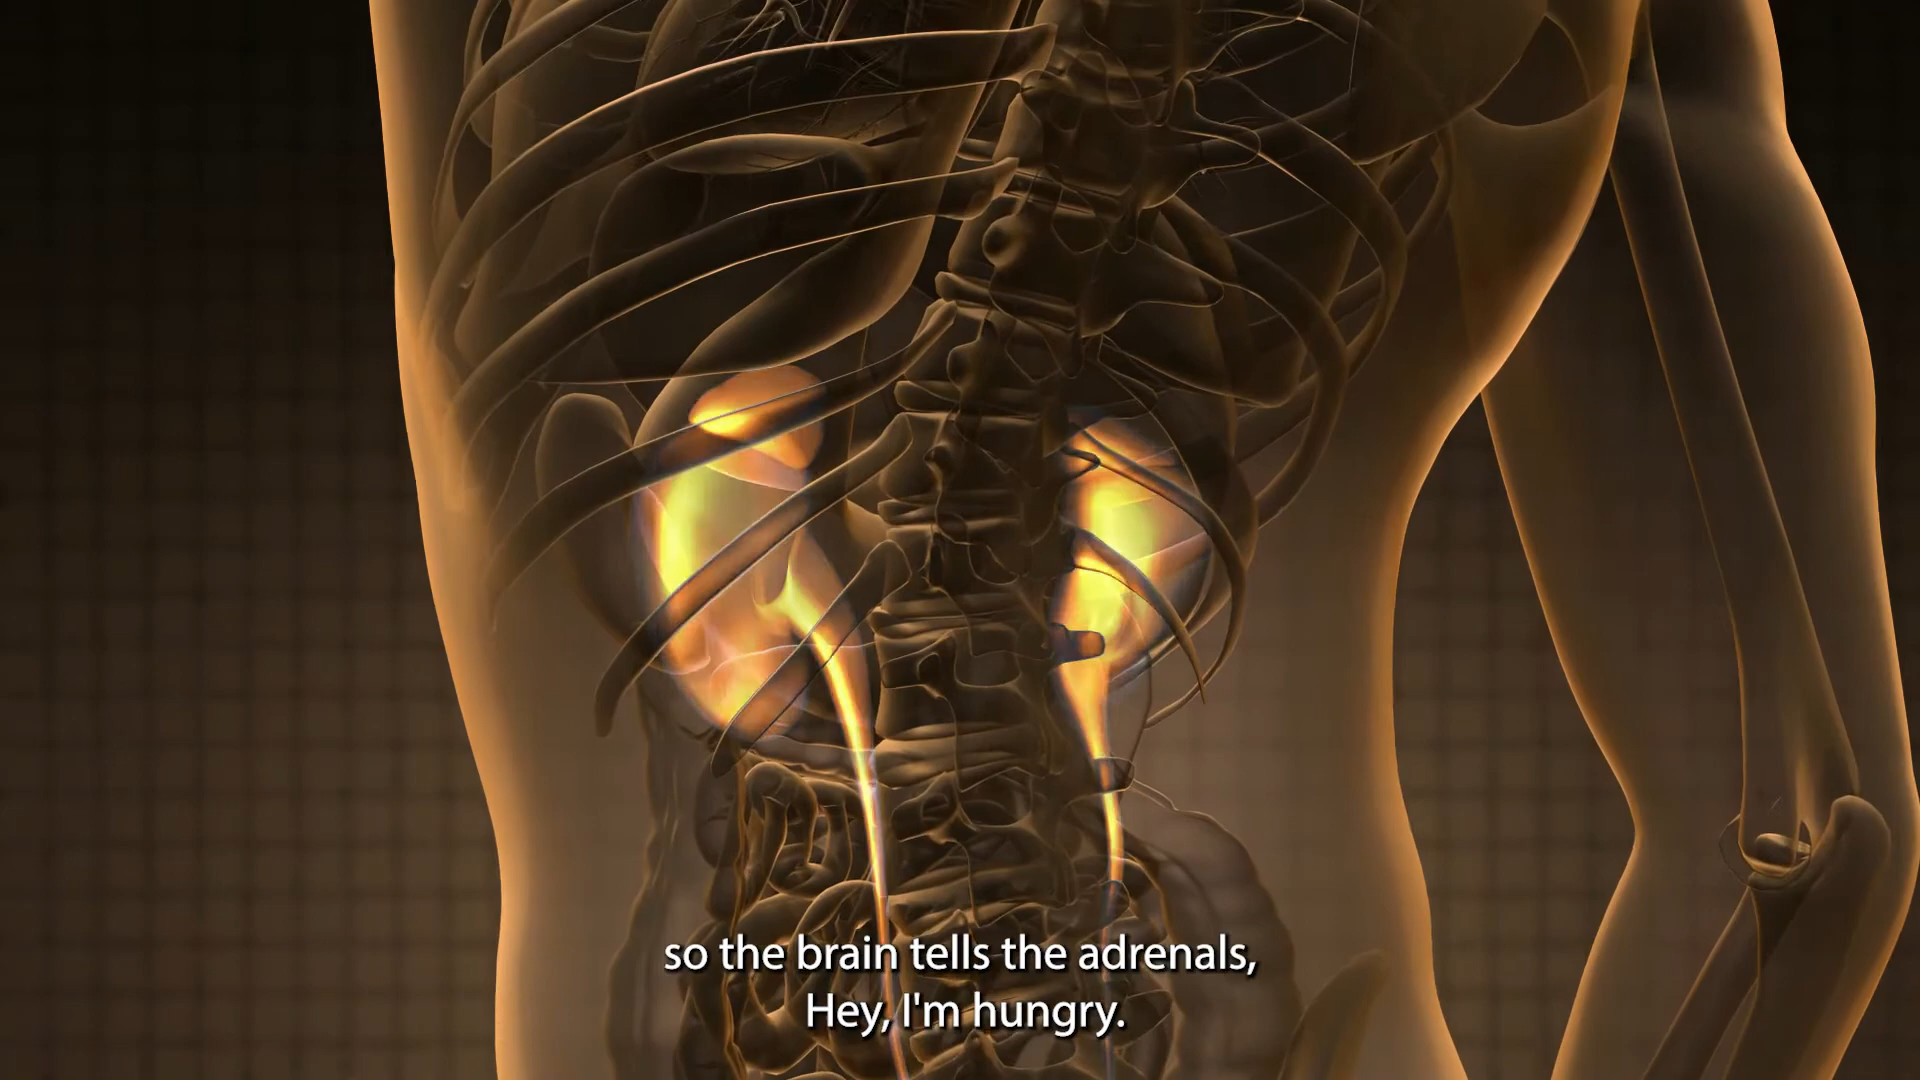 so the brain tells the adrenals,
Hey, I'm hungry.